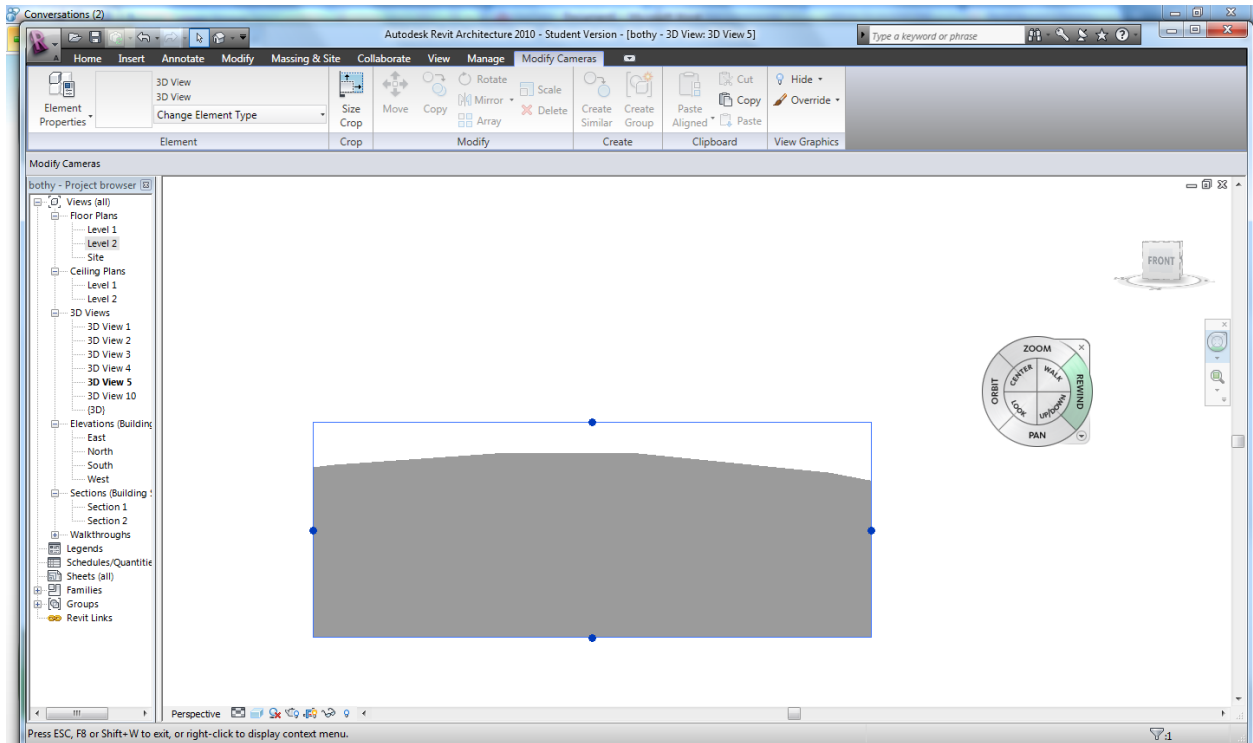 Conversations (2)
Autodesk Revit Architecture 2010 - Student Version - [bothy - 3D View: 3D View 5]
Type a keyword or phrase
Home Insert Annotate Modify Massing & Site Collaborate View Manage Modify Cameras
Element
Properties
3D View
3D View
Change Element Type
Size
Crop
Move
Copy
Rotate
Mirror
Array
Scale
Delete
Create
Similar
Create
Group
Paste
Aligned
Cut
Copy
Paste
Hide
Override
Element Crop Modify Create Clipboard View Graphics
Modify Cameras
bothy - Project browser
Views (all)
Floor Plans
Level 1
Level 2
Site
Ceiling Plans
Level 1
Level 2
3D Views
3D View 1
3D View 2
3D View 3
3D View 4
3D View 5
3D View 10
{3D}
Elevations (Building
East
North
South
West
Sections (Building
Section 1
Section 2
Walkthroughs
Legends
Schedules/Quantitie
Sheets (all)
Families
Groups
Revit Links
FRONT
ZOOM
ORBIT
CENTER
WALK
REWIND
LOOK
UP/DOWN
PAN
Perspective
Press ESC, F8 or Shift+W to exit, or right-click to display context menu.
:1